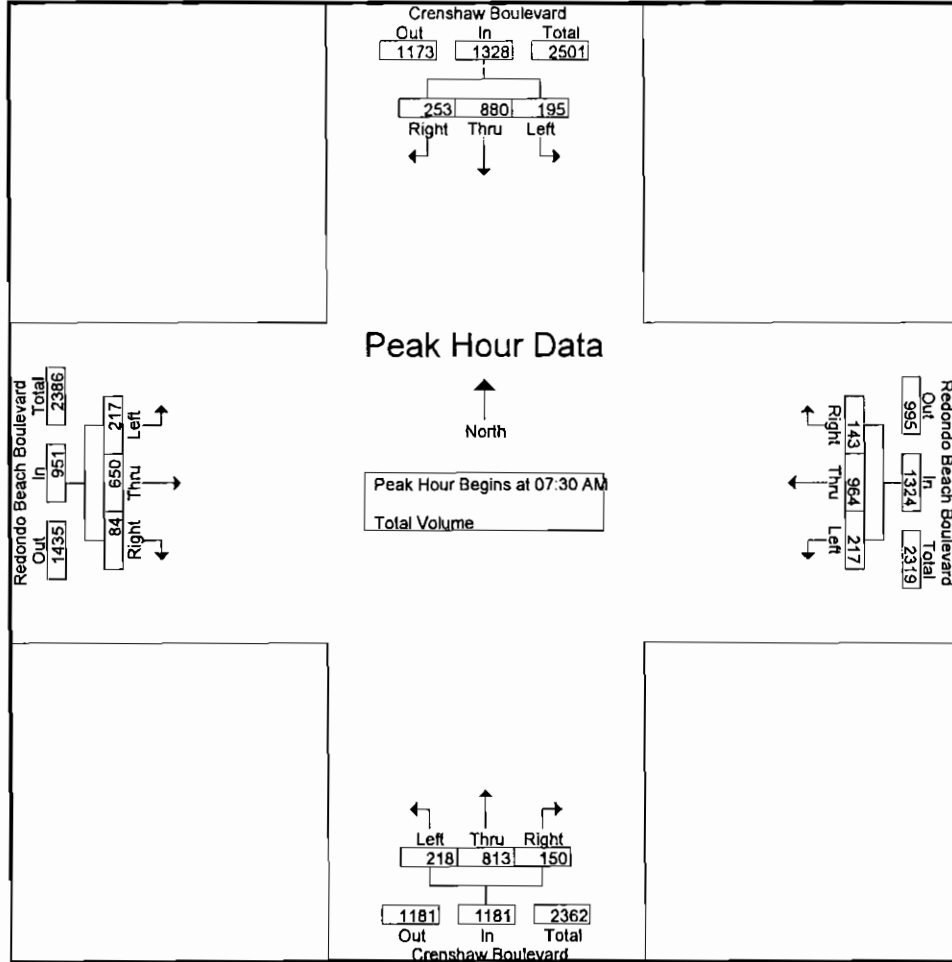 Crenshaw Boulevard
Out In Total
1173 1328 2501
253 880 195
Right Thru Left
Peak Hour Data
North
Peak Hour Begins at 07:30 AM
Total Volume
Redondo Beach Boulevard
Out In Total
1435 951 2386
84 650 217
Right Thru Left
Redondo Beach Boulevard
Out In Total
995 1324 2319
143 964 217
Right Thru Left
Left Thru Right
218 813 150
1181 1181 2362
Out In Total
Crenshaw Boulevard